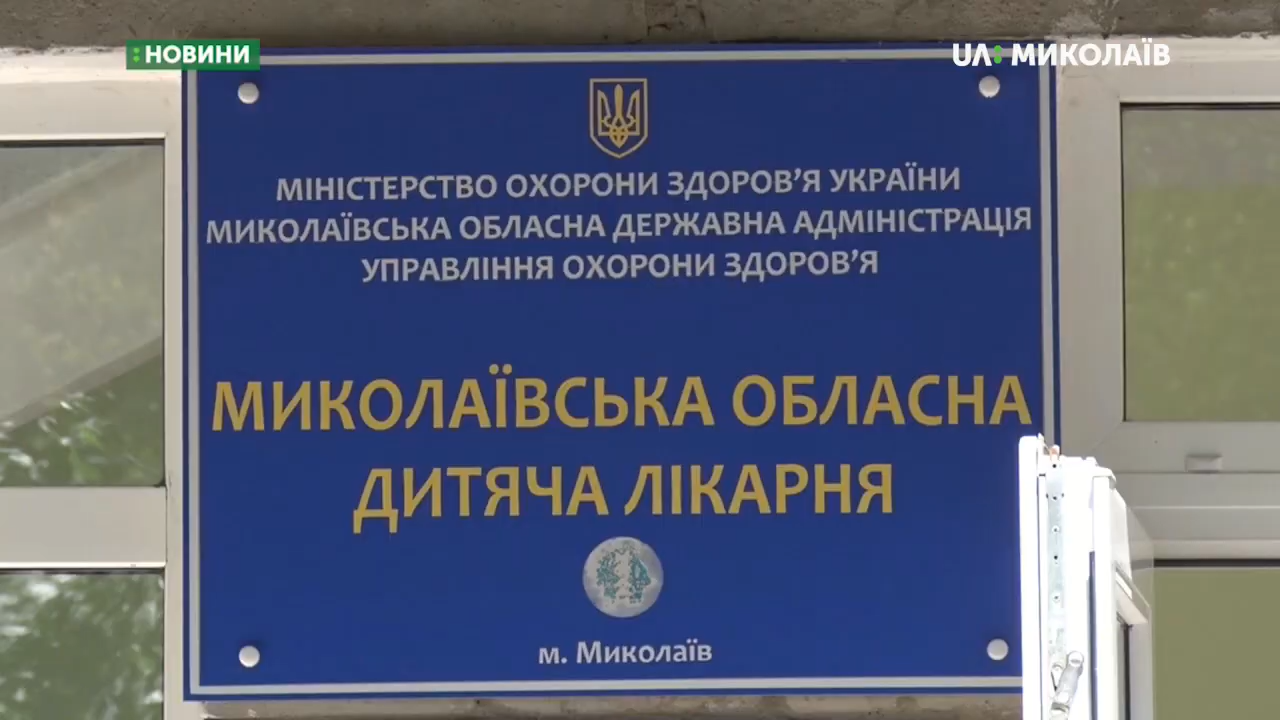 :НОВИНИ
UA: МИКОЛАЇВ
МІНІСТЕРСТВО ОХОРОНИ ЗДОРОВ'Я УКРАЇНИ
МИКОЛАЇВСЬКА ОБЛАСНА ДЕРЖАВНА АДМІНІСТРАЦІЯ
УПРАВЛІННЯ ОХОРОНИ ЗДОРОВ'Я
МИКОЛАЇВСЬКА ОБЛАСНА
ДИТЯЧА ЛІКАРНЯ
м. Миколаїв